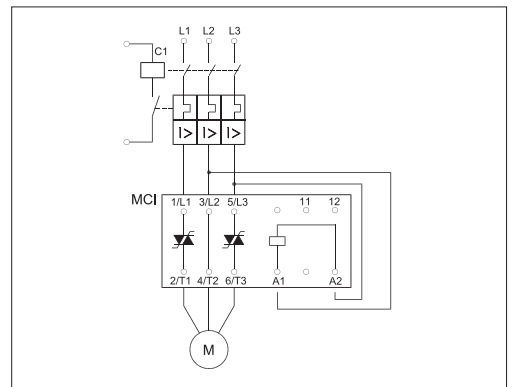 L1 L2 L3
C1
I> I> I>
MCI 1/L1 3/L2 5/L3 11 12
2/T1 4/T2 6/T3 A1 A2
M